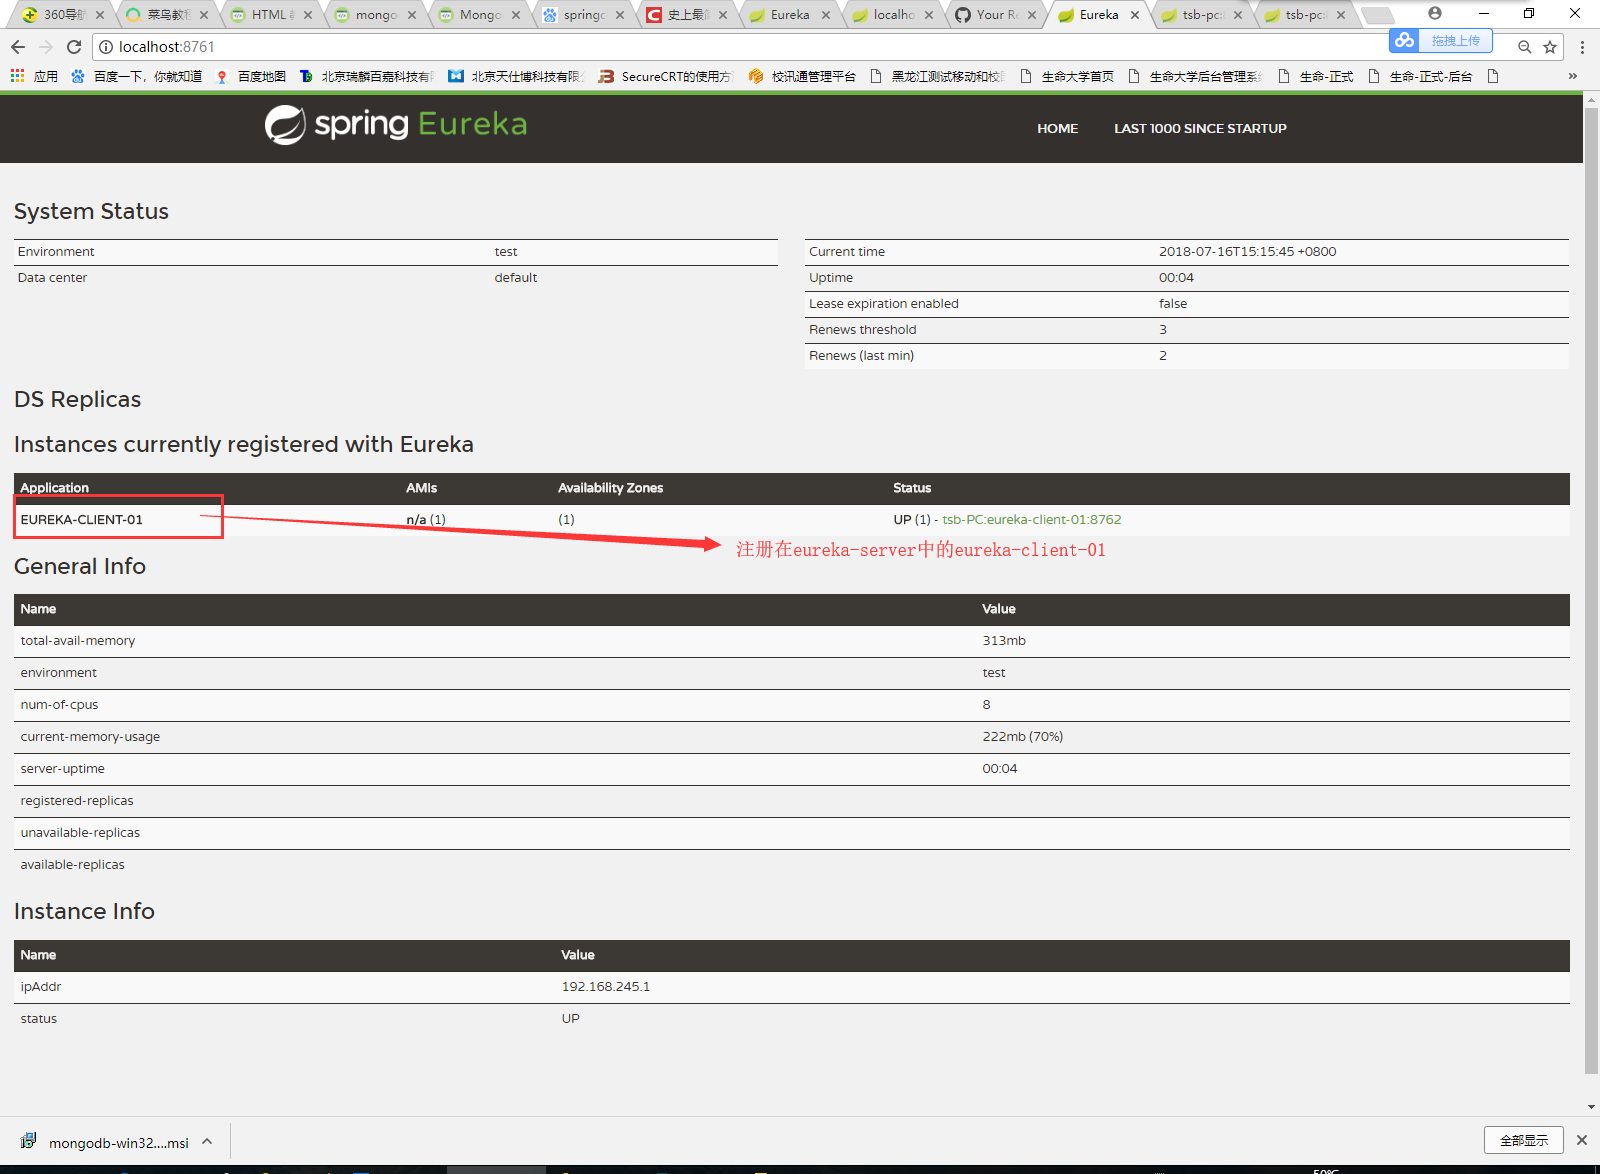 360导航
菜鸟教程
HTML
mongo
Mongo
springc
史上最
Eureka
localho
Your R
Eureka
tsb-pc:
tsb-pc:
localhost:8761
拖拽上传
应用
百度一下，你就知道
百度地图
北京瑞麟百嘉科技有
北京天仕博科技有限
SecureCRT的使用方
校讯通管理平台
黑龙江测试移动和校
生命大学首页
生命大学后台管理系
生命-正式
生命-正式-后台
»
spring Eureka
HOME
LAST 1000 SINCE STARTUP
System Status
Environment test
Data center default
Current time 2018-07-16T15:15:45 +0800
Uptime 00:04
Lease expiration enabled false
Renews threshold 3
Renews (last min) 2
DS Replicas
Instances currently registered with Eureka
Application AMIs Availability Zones Status
EUREKA-CLIENT-01 n/a (1) (1) UP (1) - tsb-PC:eureka-client-01:8762
注册在eureka-server中的eureka-client-01
General Info
Name Value
total-avail-memory 313mb
environment test
num-of-cpus 8
current-memory-usage 222mb (70%)
server-uptime 00:04
registered-replicas
unavailable-replicas
available-replicas
Instance Info
Name Value
ipAddr 192.168.245.1
status UP
mongodb-win32....msi
全部显示